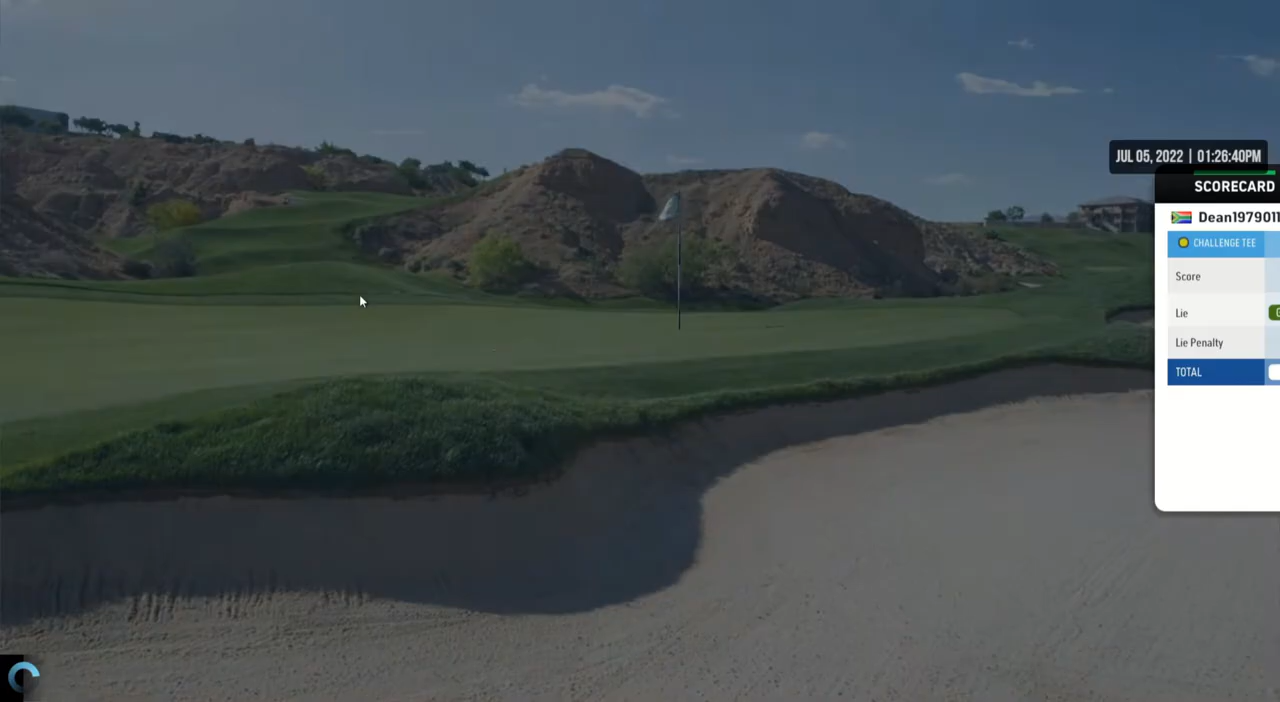 JUL 05, 2022 | 01:26:40PM
SCORECARD
Dean1979011
CHALLENGE TEE
Score
Lie
Lie Penalty
TOTAL